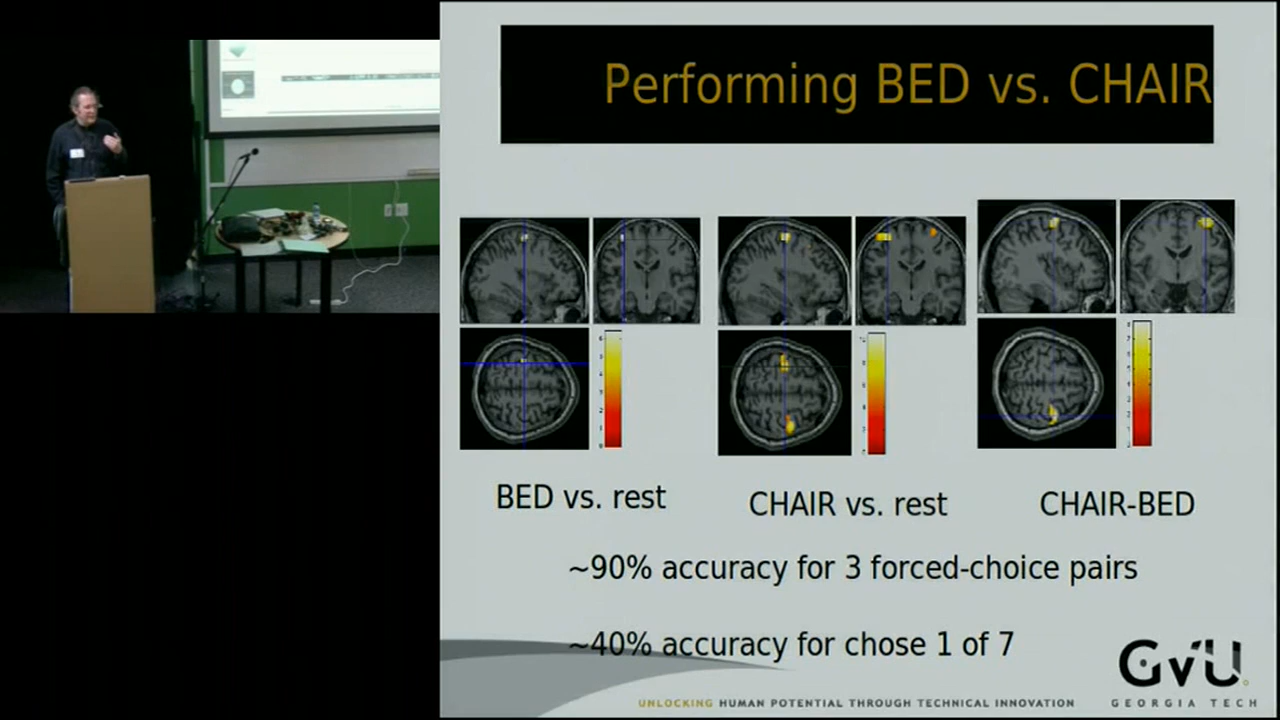 Performing BED vs. CHAIR
BED vs. rest
CHAIR vs. rest
CHAIR-BED
~90% accuracy for 3 forced-choice pairs
~40% accuracy for chose 1 of 7
GVU
UNLOCKING HUMAN POTENTIAL THROUGH TECHNICAL INNOVATION
GEORGIA TECH